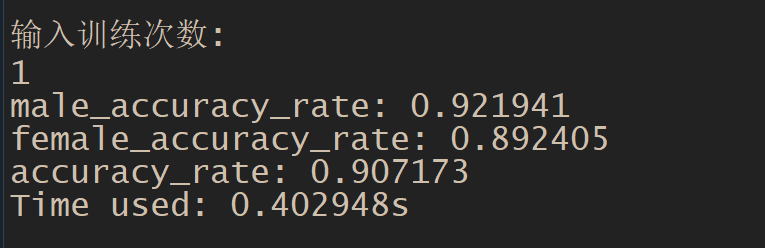 输入训练次数:
1
male_accuracy_rate: 0.921941
female_accuracy_rate: 0.892405
accuracy_rate: 0.907173
Time used: 0.402948s